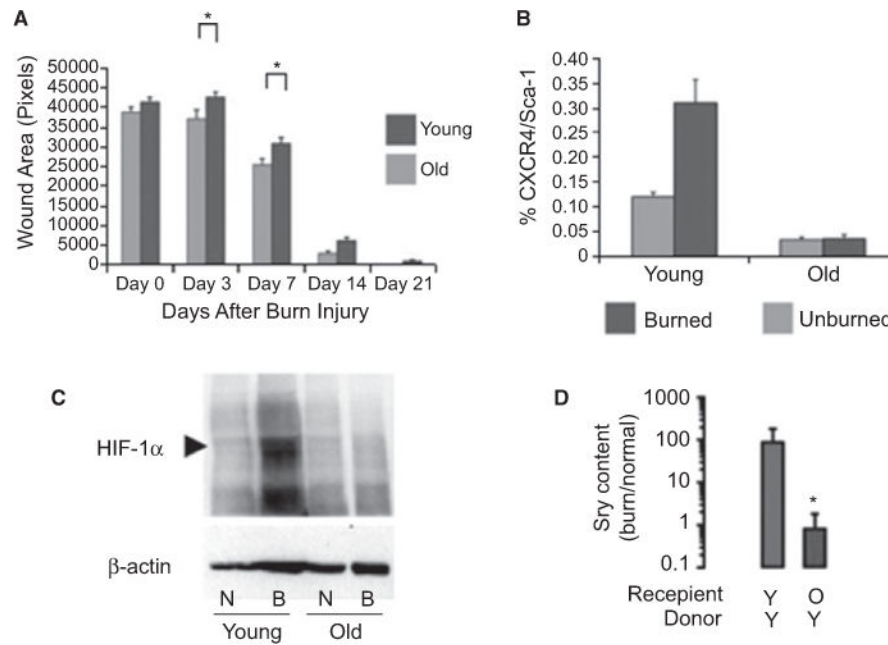 A
*
*
50000
45000
40000
35000
30000
25000
20000
15000
10000
5000
0
Wound Area (Pixels)
Young
Old
Day 0 Day 3 Day 7 Day 14 Day 21
Days After Burn Injury
B
0.40
0.35
0.30
0.25
0.20
0.15
0.10
0.05
0
% CXCR4/Sca-1
Young Old
Burned Unburned
C
HIF-1α
β-actin
N B N B
Young Old
D
1000
100
10
1
0.1
Sry content
(burn/normal)
*
Recepient Y O
Donor Y Y